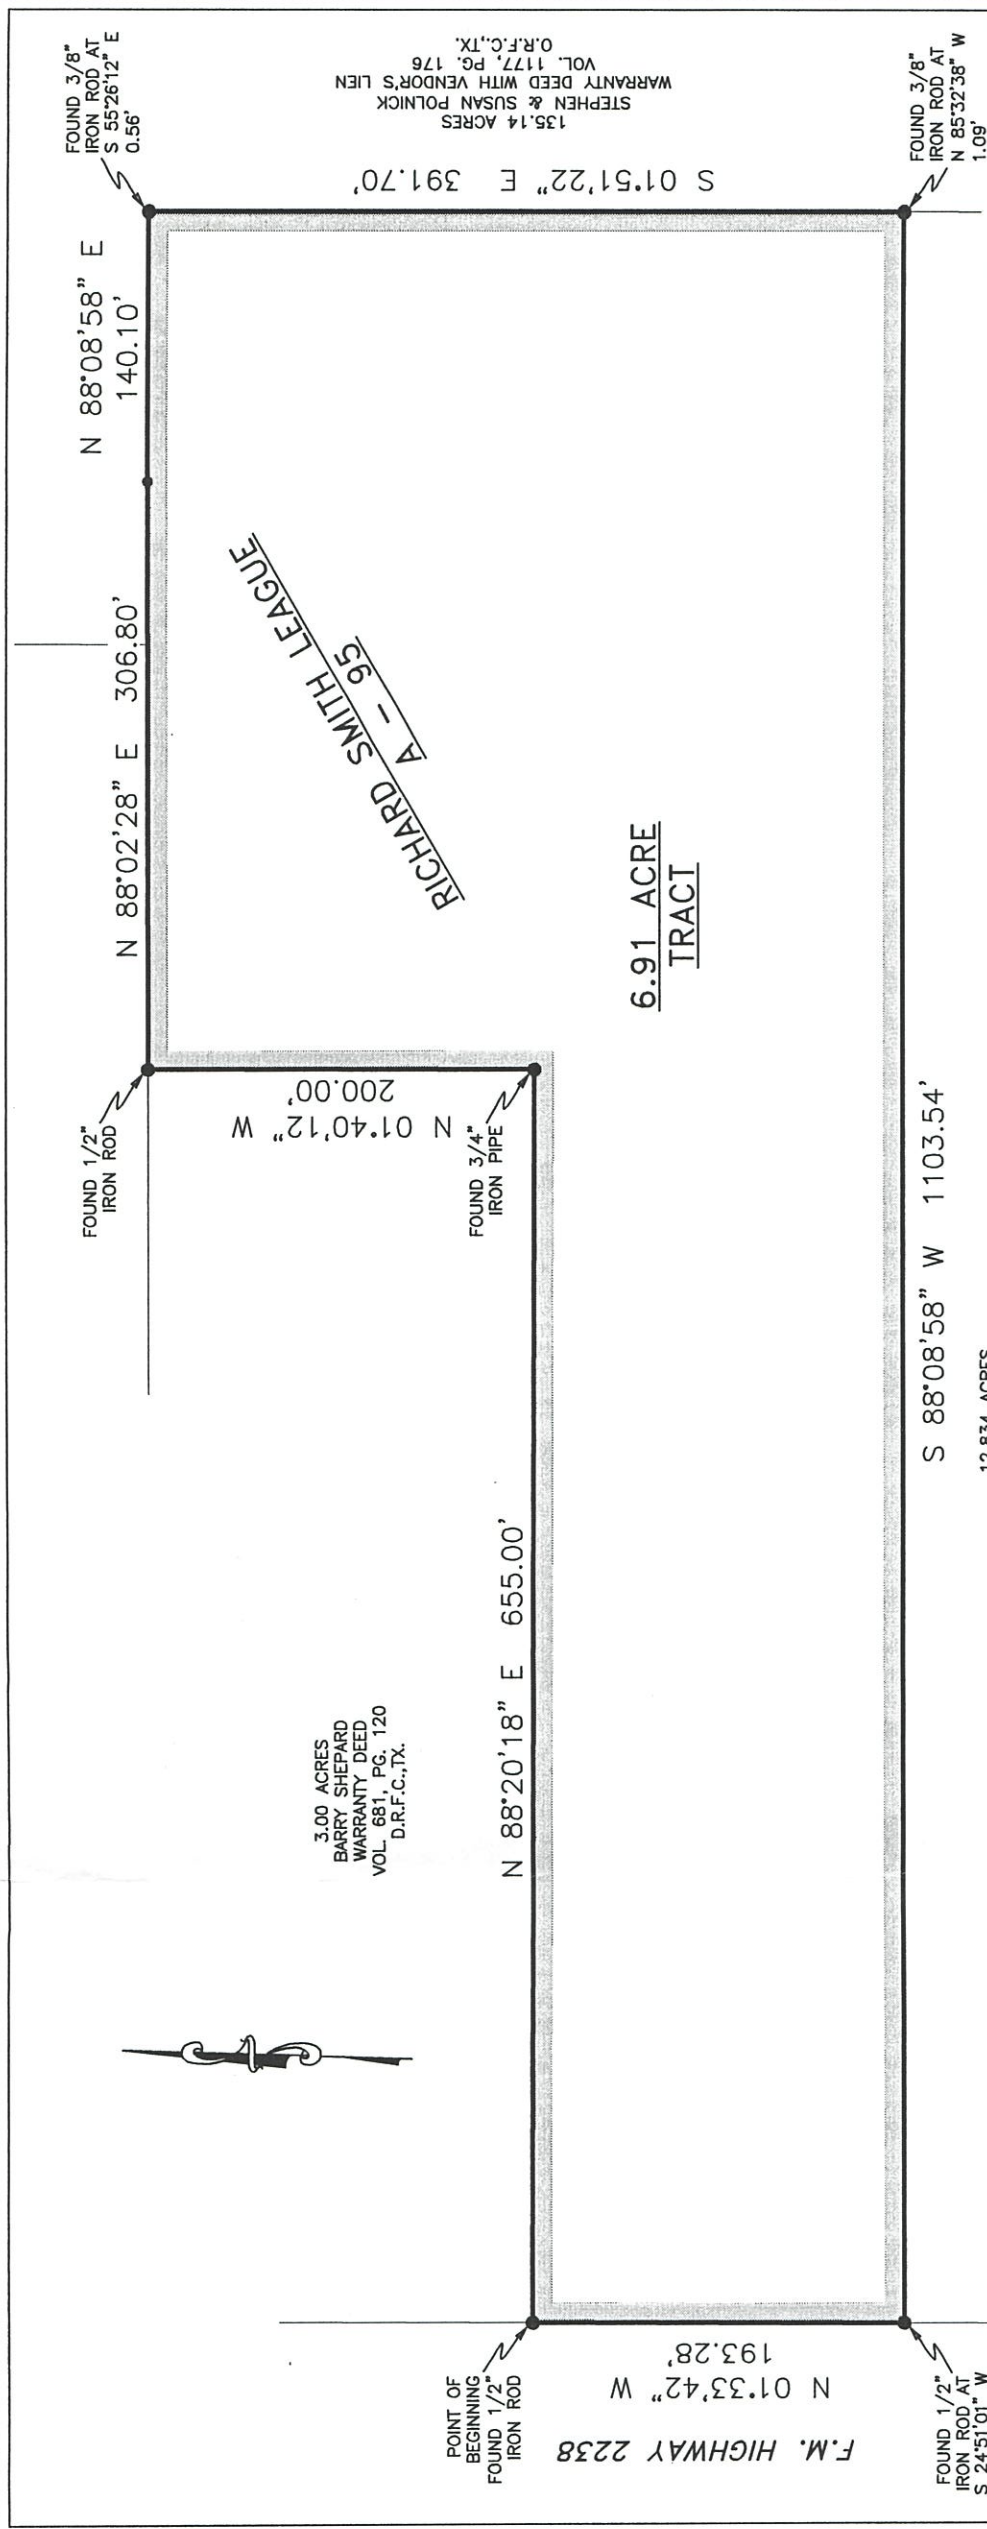 FOUND 3/8"
IRON ROD AT
S 55°26'12" E
0.56'
135.14 ACRES
STEPHEN & SUSAN POLNICK
WARRANTY DEED WITH VENDOR'S LIEN
VOL. 1177, PG. 176
O.R.F.C.,TX.
FOUND 3/8"
IRON ROD AT
N 85°32'38" W
1.09'
S 01°51'22" E 391.70'
N 88°08'58" E
140.10'
N 88°02'28" E 306.80'
RICHARD SMITH LEAGUE
A - 95
6.91 ACRE
TRACT
FOUND 1/2"
IRON ROD
N 01°40'12" W
200.00'
FOUND 3/4"
IRON PIPE
S 88°08'58" W 1103.54'
12.834 ACRES
N 88°20'18" E 655.00'
3.00 ACRES
BARRY SHEPARD
WARRANTY DEED
VOL. 681, PG. 120
D.R.F.C.,TX.
POINT OF
BEGINNING
FOUND 1/2"
IRON ROD
N 01°33'42" W
193.28'
F.M. HIGHWAY 2238
FOUND 1/2"
IRON ROD AT
S 24°51'01" W